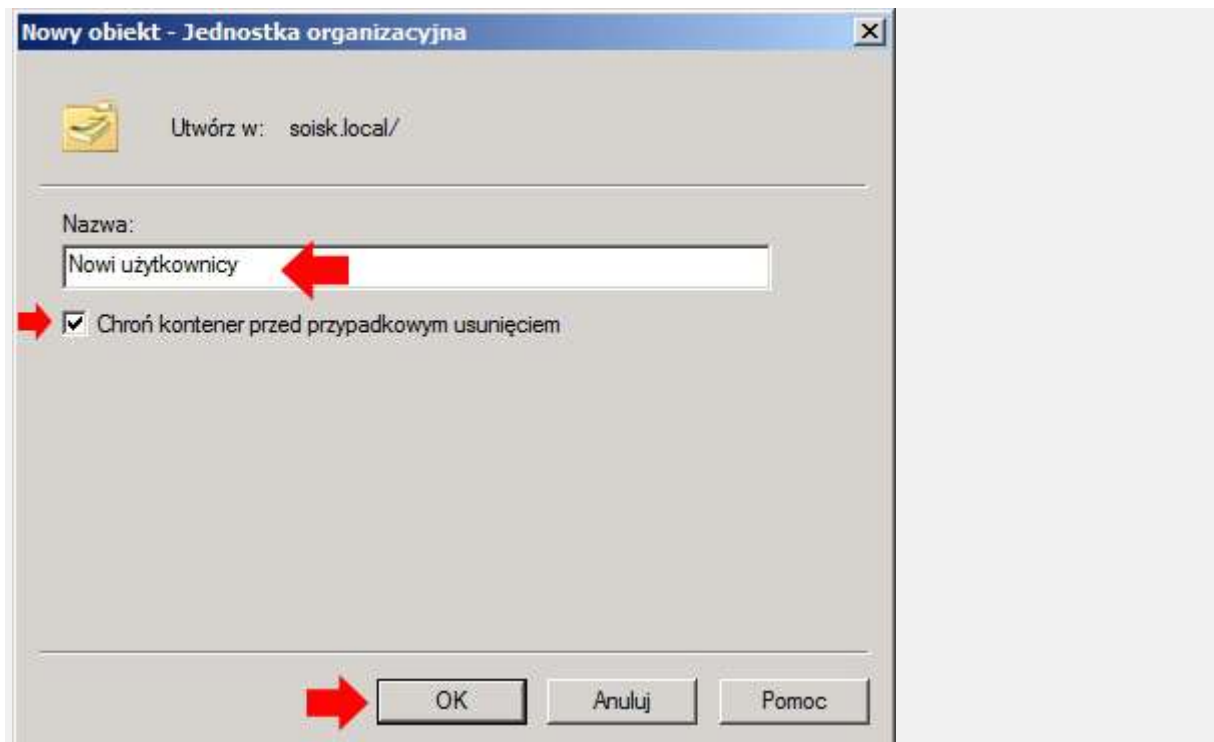 Nowy obiekt - Jednostka organizacyjna
Utwórz w: soisk.local/
Nazwa:
Nowi użytkownicy
Chroń kontener przed przypadkowym usunięciem
OK Anuluj Pomoc